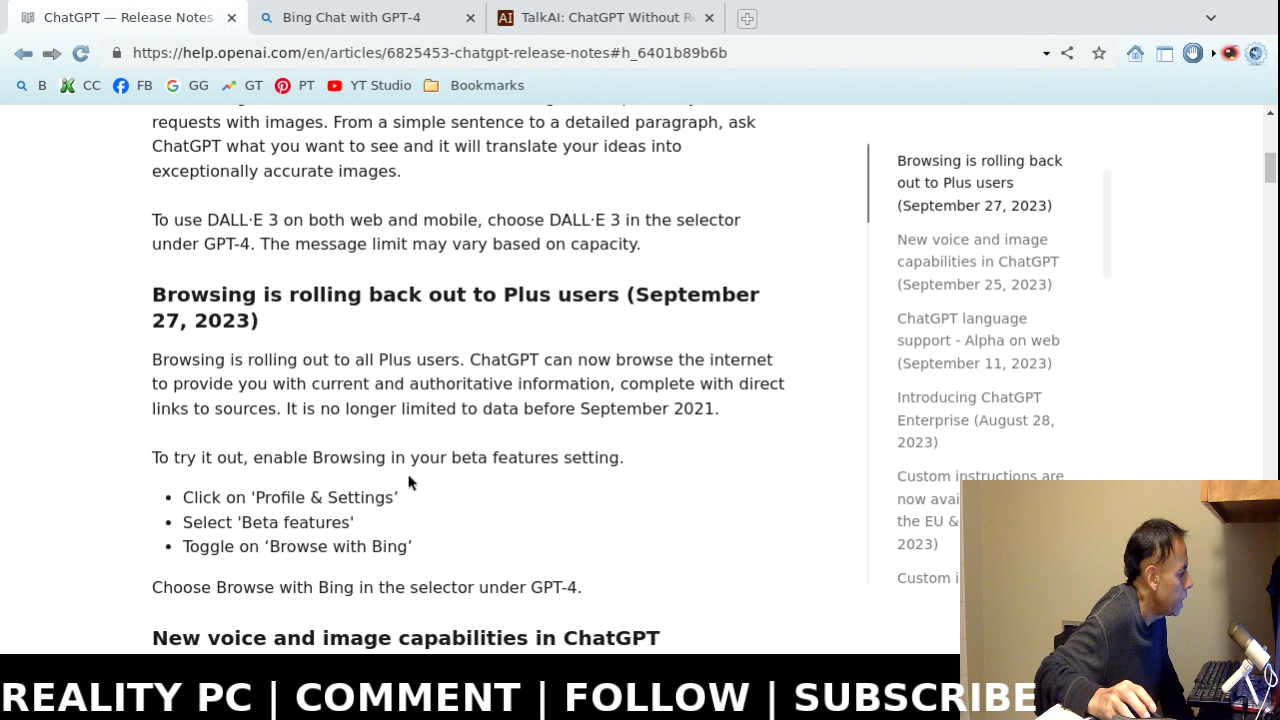 ChatGPT — Release Notes
Bing Chat with GPT-4
TalkAI: ChatGPT Without Re
https://help.openai.com/en/articles/6825453-chatgpt-release-notes#h_6401b89b6b
B CC FB GG GT PT YT Studio Bookmarks
requests with images. From a simple sentence to a detailed paragraph, ask
ChatGPT what you want to see and it will translate your ideas into
exceptionally accurate images.
To use DALL·E 3 on both web and mobile, choose DALL·E 3 in the selector
under GPT-4. The message limit may vary based on capacity.
Browsing is rolling back out to Plus users (September
27, 2023)
Browsing is rolling out to all Plus users. ChatGPT can now browse the internet
to provide you with current and authoritative information, complete with direct
links to sources. It is no longer limited to data before September 2021.
To try it out, enable Browsing in your beta features setting.
• Click on 'Profile & Settings’
• Select 'Beta features'
• Toggle on ‘Browse with Bing’
Choose Browse with Bing in the selector under GPT-4.
New voice and image capabilities in ChatGPT
Browsing is rolling back
out to Plus users
(September 27, 2023)
New voice and image
capabilities in ChatGPT
(September 25, 2023)
ChatGPT language
support - Alpha on web
(September 11, 2023)
Introducing ChatGPT
Enterprise (August 28,
2023)
Custom instructions are
now avai
the EU &
2023)
Custom i
REALITY PC | COMMENT | FOLLOW | SUBSCRIBE